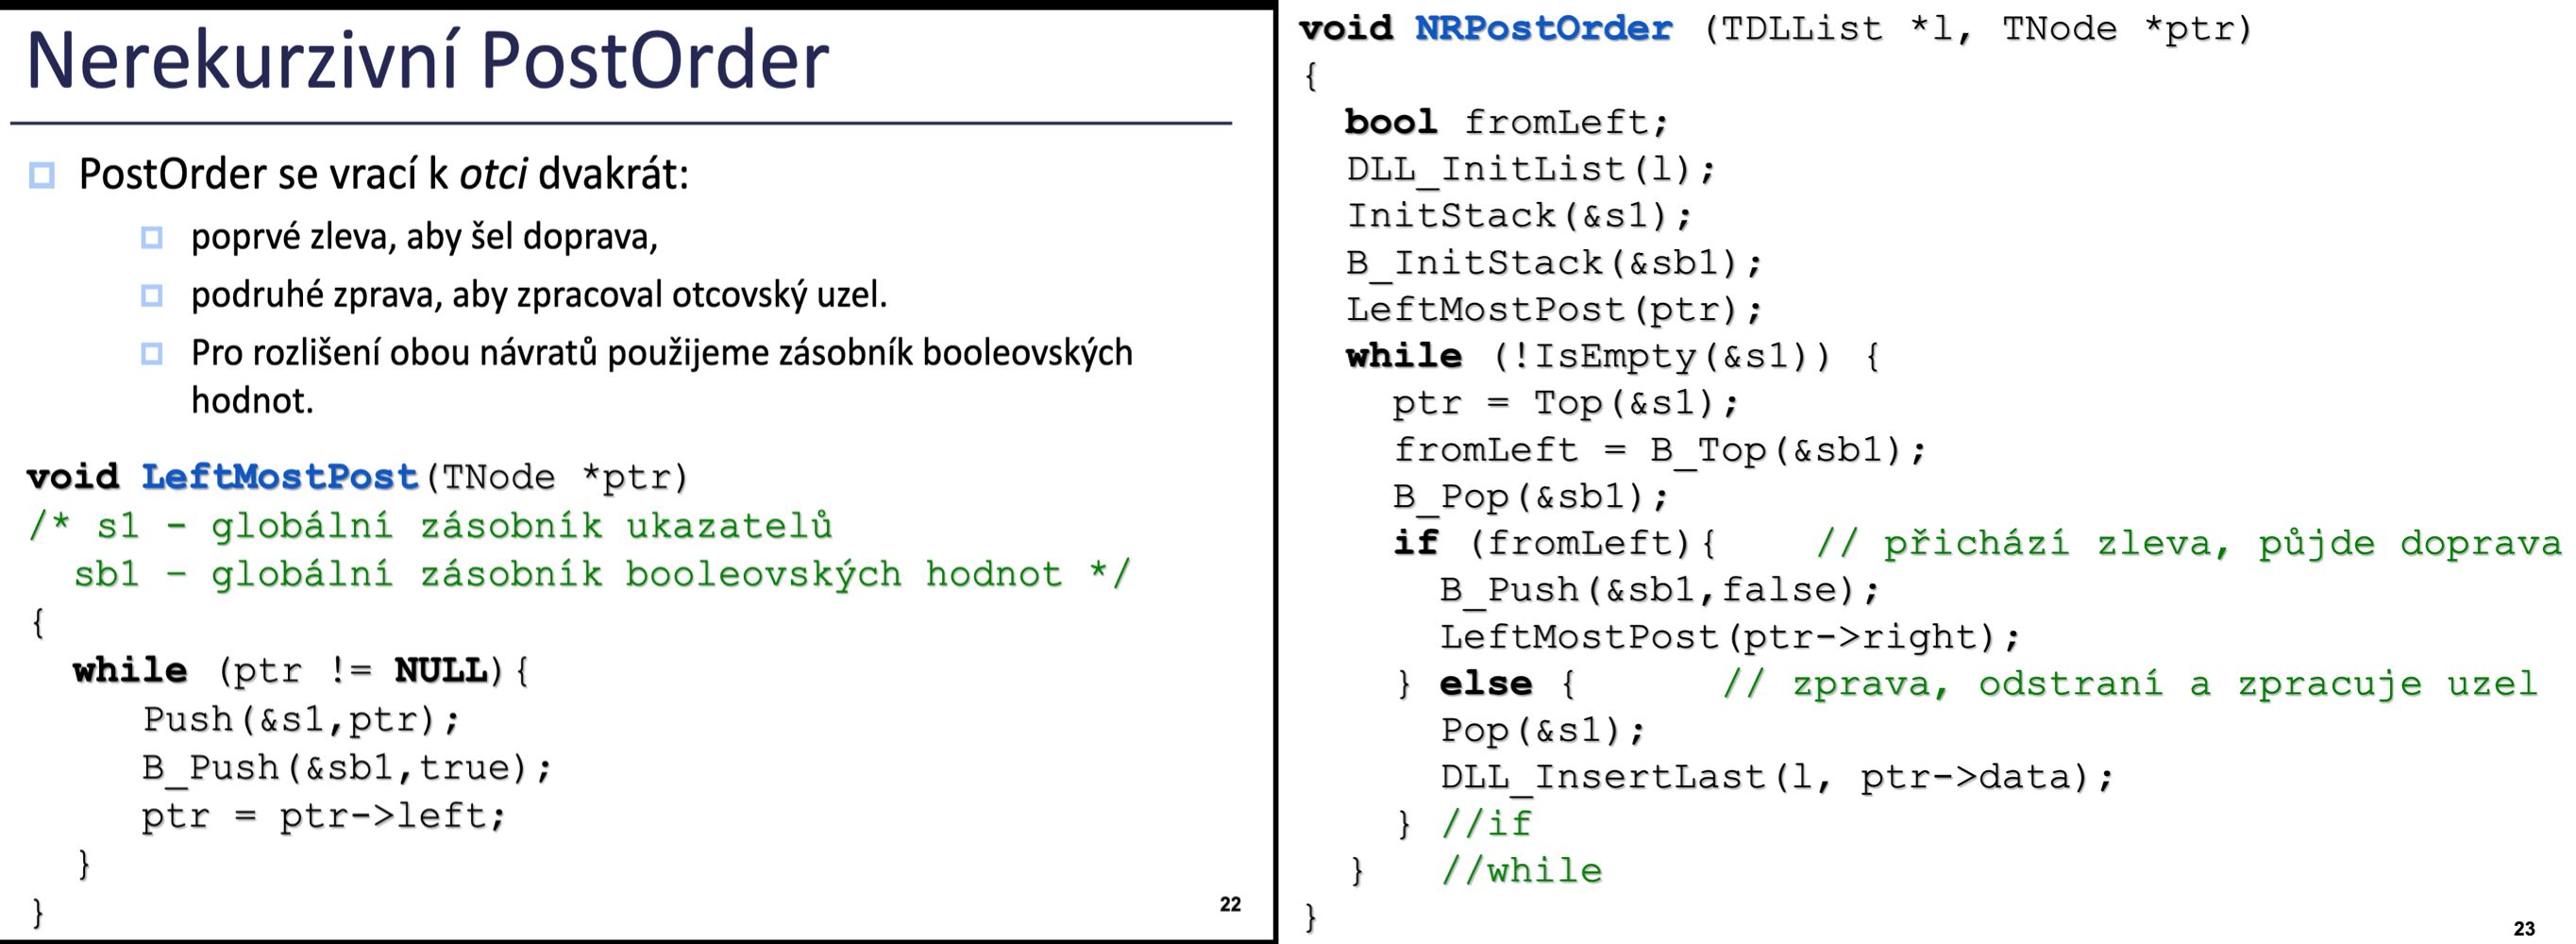 Nerekurzivní PostOrder
PostOrder se vrací k otci dvakrát:
poprvé zleva, aby šel doprava,
podruhé zprava, aby zpracoval otcovský uzel.
Pro rozlišení obou návratů použijeme zásobník booleovských
hodnot.
void LeftMostPost(TNode *ptr)
/* s1 - globální zásobník ukazatelů
sb1 – globální zásobník booleovských hodnot */
{
while (ptr != NULL){
Push(&s1,ptr);
B_Push(&sb1,true);
ptr = ptr->left;
}
}
22
void NRPostOrder (TDLList *l, TNode *ptr)
{
bool fromLeft;
DLL_InitList(l);
InitStack(&s1);
B_InitStack(&sb1);
LeftMostPost(ptr);
while (!IsEmpty(&s1)) {
ptr = Top(&s1);
fromLeft = B_Top(&sb1);
B_Pop(&sb1);
if (fromLeft){ // přichází zleva, půjde doprava
B_Push(&sb1,false);
LeftMostPost(ptr->right);
} else { // zprava, odstraní a zpracuje uzel
Pop(&s1);
DLL_InsertLast(l, ptr->data);
} //if
} //while
}
23